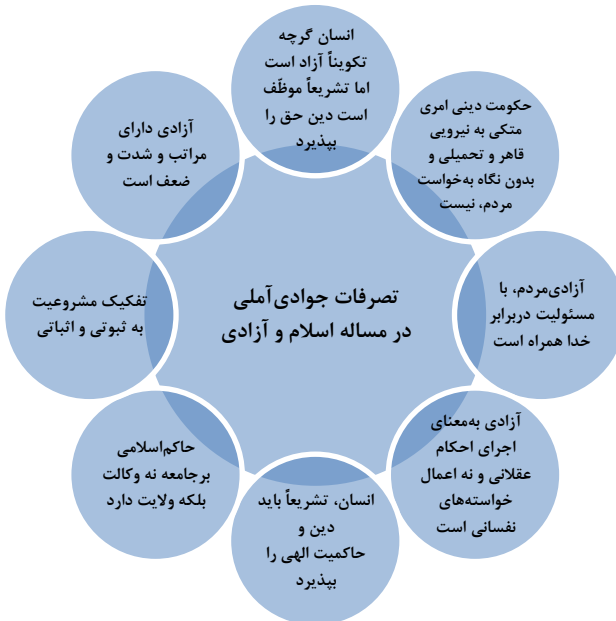 انسان گرچه
تکویناً آزاد است
اما تشریعاً موظّف
است دین حق را
بپذیرد
حکومت دینی امری
متکی به نیرویی
قاهر و تحمیلی و
بدون نگاه به‌خواست
مردم، نیست
آزادی‌مردم، با
مسئولیت دربرابر
خدا همراه است
آزادی به‌معنای
اجرای احکام
عقلانی و نه اعمال
خواسته‌های
نفسانی است
انسان، تشریعاً باید
دین و
حاکمیت الهی را
بپذیرد
حاکم‌اسلامی
برجامعه نه وکالت
بلکه ولایت دارد
تفکیک مشروعیت
به ثبوتی و اثباتی
آزادی دارای
مراتب و شدت و
ضعف است
تصرفات جوادی‌آملی
در مساله اسلام و آزادی